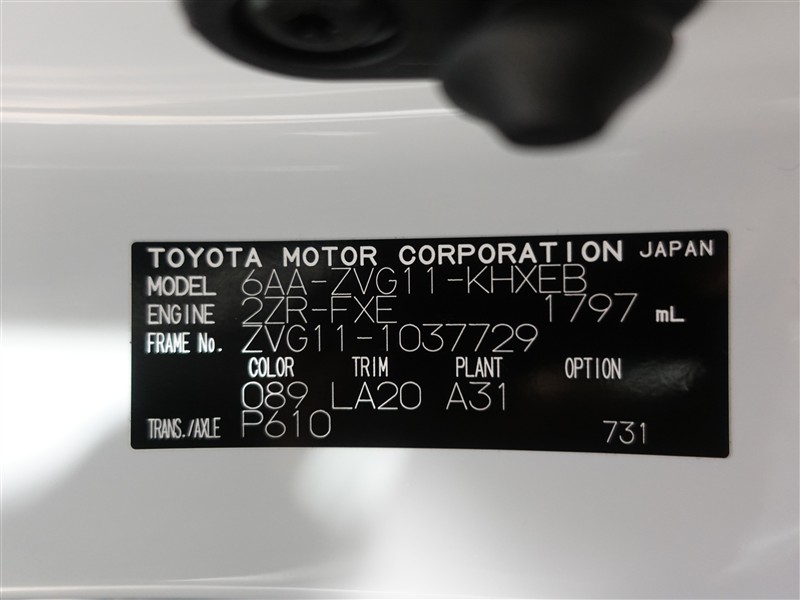 TOYOTA MOTOR CORPORATION JAPAN
MODEL 6AA-ZVG11-KHXEB
ENGINE 2ZR-FXE 1797 mL
FRAME No. ZVG11-1037729
COLOR TRIM PLANT OPTION
089 LA20 A31
TRANS./AXLE P610 731